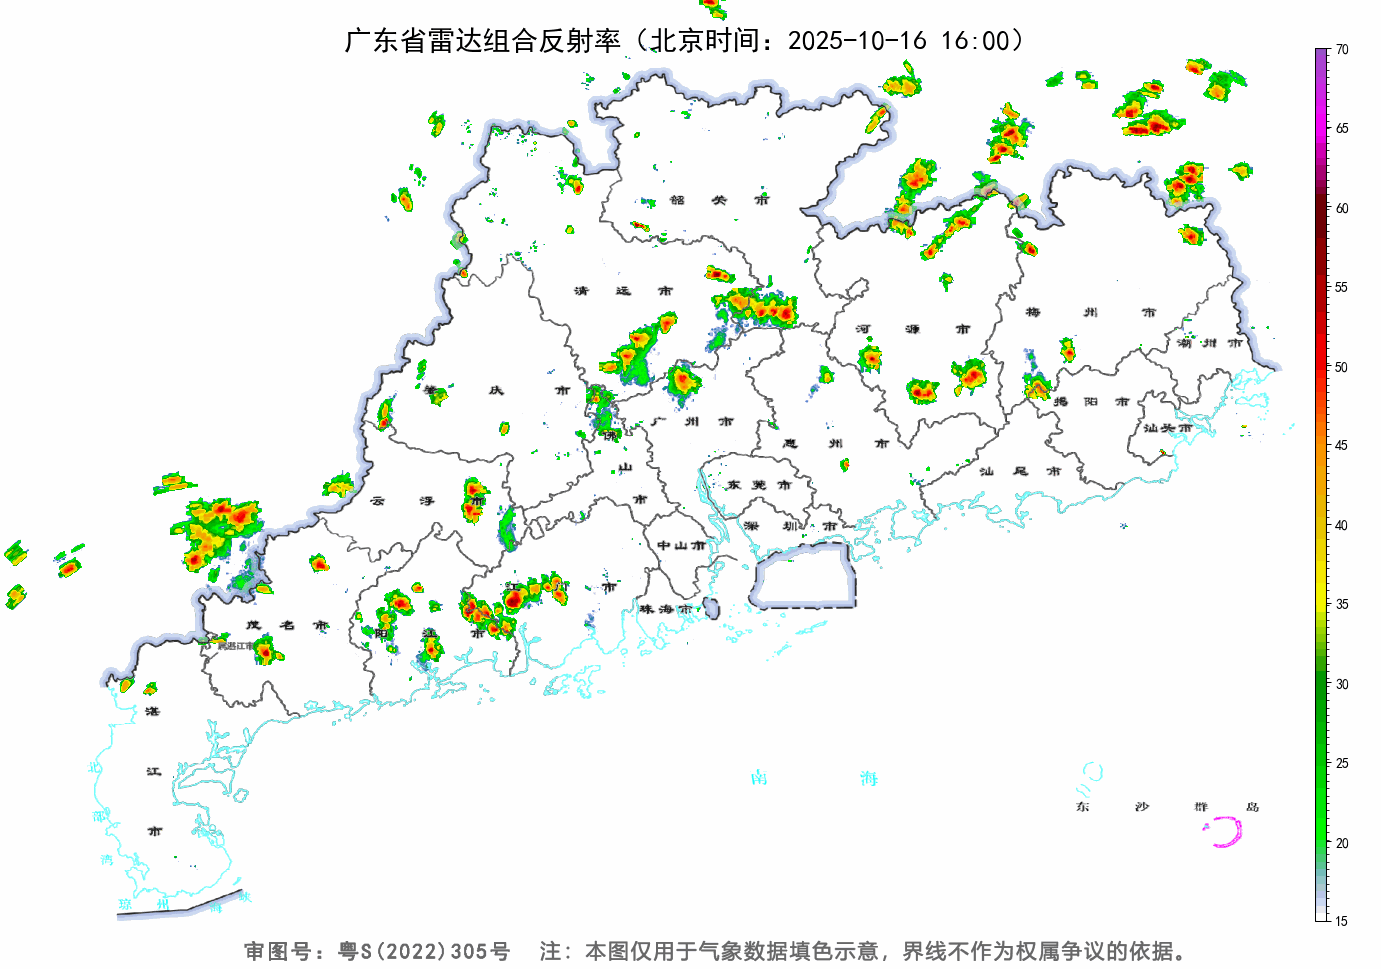 广东省雷达组合反射率（北京时间：2025-10-16 16:00）
70
65
60
55
50
45
40
35
30
25
20
15
韶关市
清远市
河源市
梅州市
潮州市
肇庆市
广州市
揭阳市
汕头市
佛山市
惠州市
汕尾市
云浮市
东莞市
深圳市
中山市
江门市
珠海市
茂名市
阳江市
属湛江市
湛江市
北部湾
南海
东沙群岛
琼州海峡
审图号：粤S(2022)305号 注：本图仅用于气象数据填色示意，界线不作为权属争议的依据。